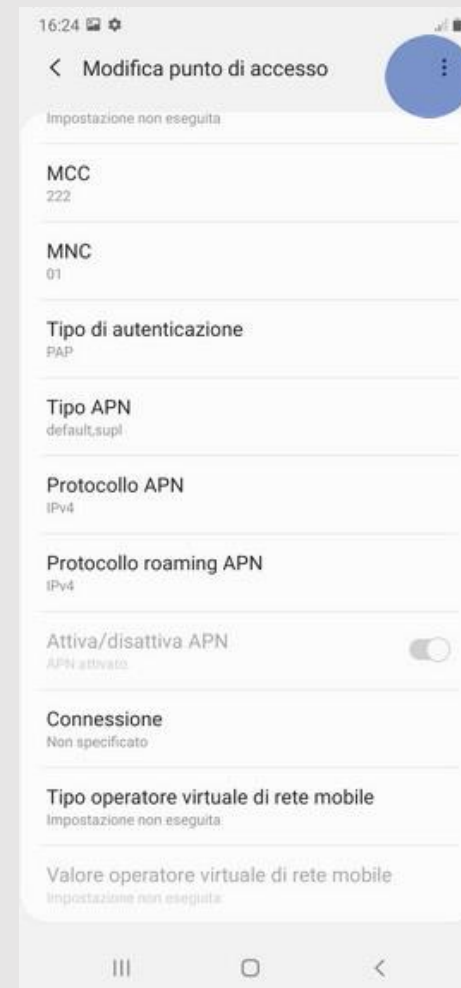 16:24
Modifica punto di accesso
Impostazione non eseguita
MCC
222
MNC
01
Tipo di autenticazione
PAP
Tipo APN
default,supl
Protocollo APN
IPv4
Protocollo roaming APN
IPv4
Attiva/disattiva APN
APN attivato
Connessione
Non specificato
Tipo operatore virtuale di rete mobile
Impostazione non eseguita
Valore operatore virtuale di rete mobile
Impostazione non eseguita